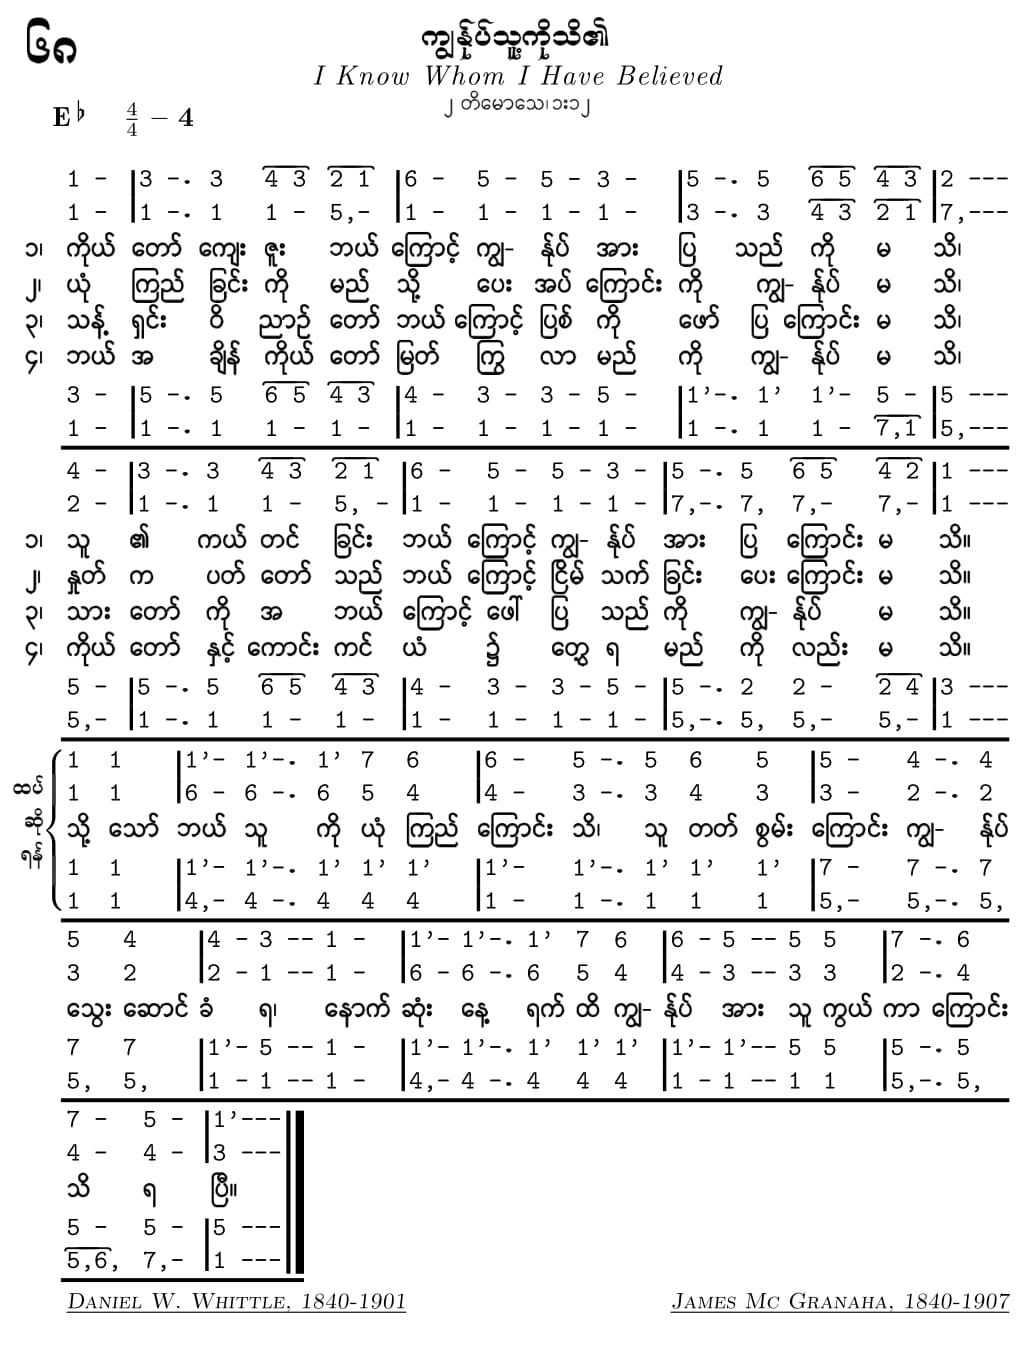 ၆၈
ကျွန်ုပ်သူ့ကိုသိ၏
I Know Whom I Have Believed
၂ တိမောသေ၊ ၁း၁၂
E♭ 4/4 – 4
1 – |3 –. 3 4 3 2 1 |6 – 5 – 5 – 3 – |5 –. 5 6 5 4 3 |2 –––
1 – |1 –. 1 1 – 5,– |1 – 1 – 1 – 1 – |3 –. 3 4 3 2 1 |7,–––
၁၊ ကိုယ် တော် ကျေး ဇူး ဘယ် ကြောင့် ကျွ– န်ုပ် အား ပြ သည် ကို မ သိ၊
၂၊ ယုံ ကြည် ခြင်း ကို မည် သို့ ပေး အပ် ကြောင်း ကို ကျွ– န်ုပ် မ သိ၊
၃၊ သန့် ရှင်း ဝိ ညာဉ် တော် ဘယ် ကြောင့် ပြစ် ကို ဖော် ပြ ကြောင်း မ သိ၊
၄၊ ဘယ် အ ချိန် ကိုယ် တော် မြတ် ကြွ လာ မည် ကို ကျွ– န်ုပ် မ သိ၊
3 – |5 –. 5 6 5 4 3 |4 – 3 – 3 – 5 – |1’–. 1’ 1’– 5 – |5 –––
1 – |1 –. 1 1 – 1 – |1 – 1 – 1 – 1 – |1 –. 1 1 – 7,1 |5,–––
4 – |3 –. 3 4 3 2 1 |6 – 5 – 5 – 3 – |5 –. 5 6 5 4 2 |1 –––
2 – |1 –. 1 1 – 5, – |1 – 1 – 1 – 1 – |7,–. 7, 7,– 7,– |1 –––
၁၊ သူ ၏ ကယ် တင် ခြင်း ဘယ် ကြောင့် ကျွ– န်ုပ် အား ပြ ကြောင်း မ သိ။
၂၊ နှုတ် က ပတ် တော် သည် ဘယ် ကြောင့် ငြိမ် သက် ခြင်း ပေး ကြောင်း မ သိ။
၃၊ သား တော် ကို အ ဘယ် ကြောင့် ဖေါ် ပြ သည် ကို ကျွ– န်ုပ် မ သိ။
၄၊ ကိုယ် တော် နှင့် ကောင်း ကင် ယံ ၌ တွေ့ ရ မည် ကို လည်း မ သိ။
5 – |5 –. 5 6 5 4 3 |4 – 3 – 3 – 5 – |5 –. 2 2 – 2 4 |3 –––
5,– |1 –. 1 1 – 1 – |1 – 1 – 1 – 1 – |5,–. 5, 5,– 5,– |1 –––
ထပ် ဆို ရန်
1 1 |1’– 1’–. 1’ 7 6 |6 – 5 –. 5 6 5 |5 – 4 –. 4
1 1 |6 – 6 –. 6 5 4 |4 – 3 –. 3 4 3 |3 – 2 –. 2
သို့ သော် ဘယ် သူ ကို ယုံ ကြည် ကြောင်း သိ၊ သူ တတ် စွမ်း ကြောင်း ကျွ– န်ုပ်
1 1 |1’– 1’–. 1’ 1’ 1’ |1’– 1’–. 1’ 1’ 1’ |7 – 7 –. 7
1 1 |4,– 4 –. 4 4 4 |1 – 1 –. 1 1 1 |5,– 5,–. 5,
5 4 |4 – 3 –– 1 – |1’– 1’–. 1’ 7 6 |6 – 5 –– 5 5 |7 –. 6
3 2 |2 – 1 –– 1 – |6 – 6 –. 6 5 4 |4 – 3 –– 3 3 |2 –. 4
သွေး ဆောင် ခံ ရ၊ နောက် ဆုံး နေ့ ရက် ထိ ကျွ– န်ုပ် အား သူ ကွယ် ကာ ကြောင်း
7 7 |1’– 5 –– 1 – |1’– 1’–. 1’ 1’ 1’ |1’– 1’–– 5 5 |5 –. 5
5, 5, |1 – 1 –– 1 – |4,– 4 –. 4 4 4 |1 – 1 –– 1 1 |5,–. 5,
7 – 5 – |1’–––
4 – 4 – |3 –––
သိ ရ ပြီ။
5 – 5 – |5 –––
5,6, 7,– |1 –––
Daniel W. Whittle, 1840-1901 James Mc Granaha, 1840-1907